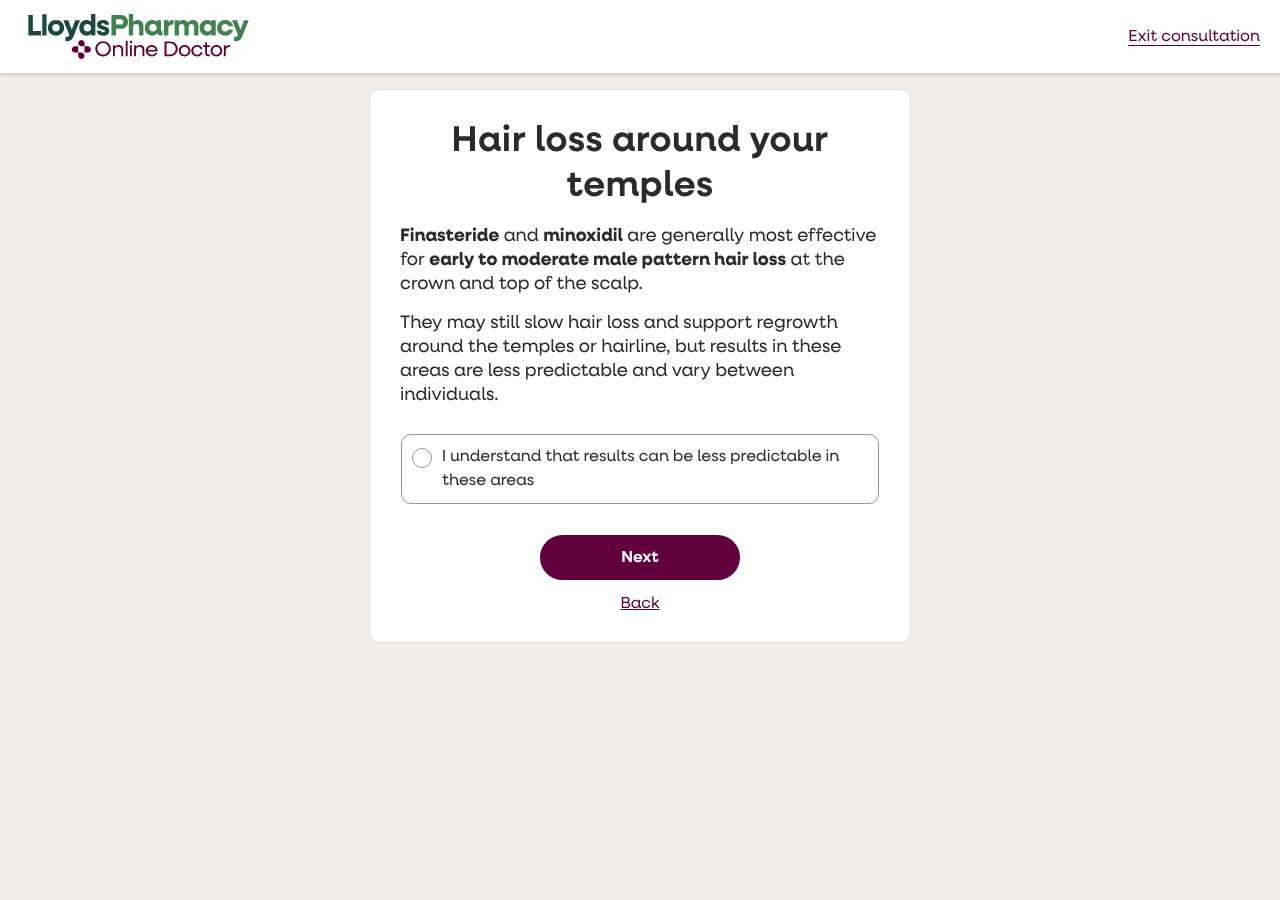 LloydsPharmacy
Online Doctor
Exit consultation
Hair loss around your
temples
Finasteride and minoxidil are generally most effective
for early to moderate male pattern hair loss at the
crown and top of the scalp.
They may still slow hair loss and support regrowth
around the temples or hairline, but results in these
areas are less predictable and vary between
individuals.
I understand that results can be less predictable in
these areas
Next
Back